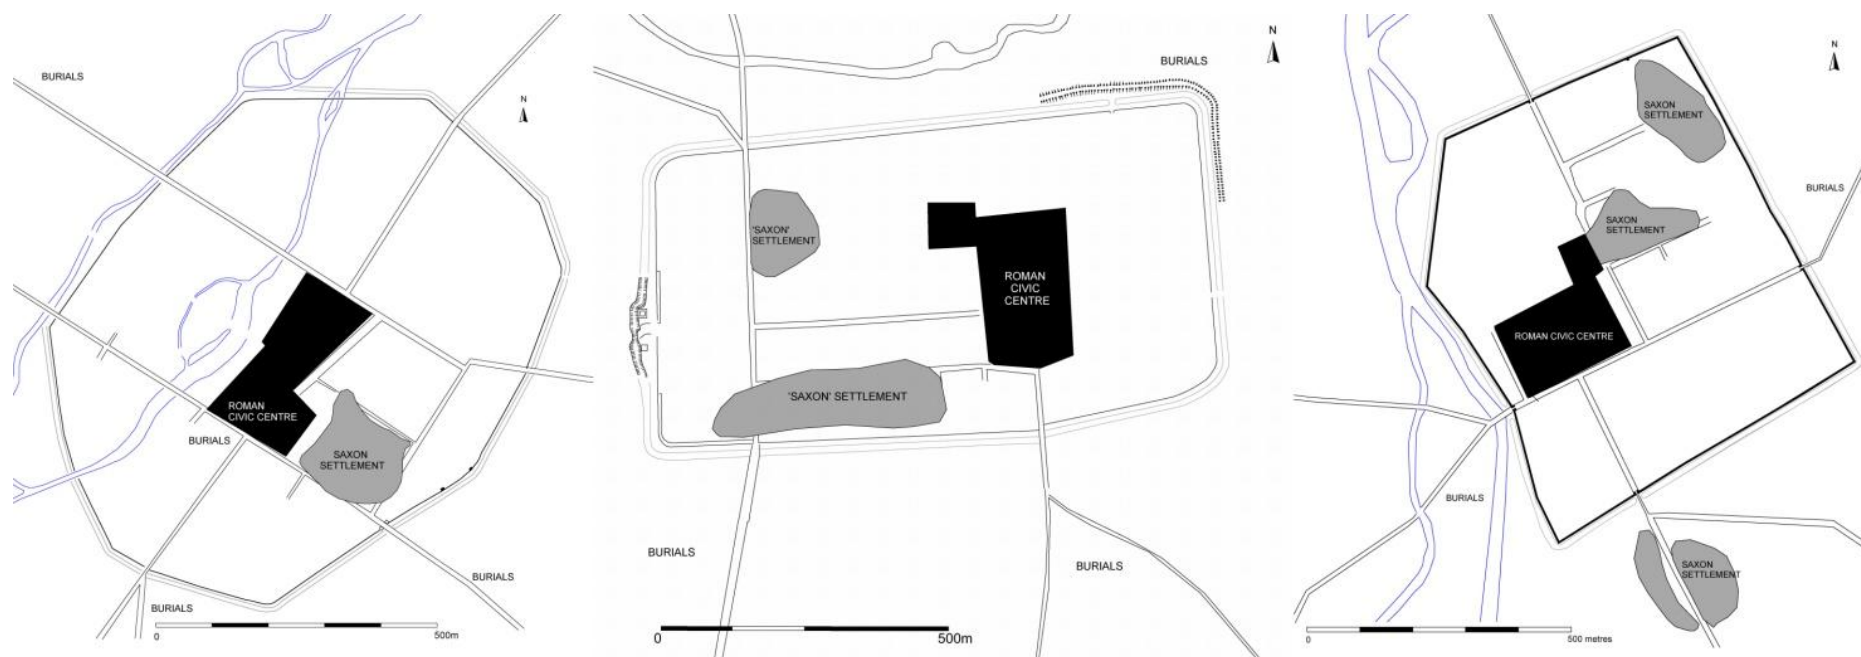 BURIALS
N
ROMAN
CIVIC CENTRE
BURIALS
SAXON
SETTLEMENT
BURIALS
BURIALS
0
500m
N
BURIALS
'SAXON'
SETTLEMENT
ROMAN
CIVIC
CENTRE
'SAXON' SETTLEMENT
BURIALS
BURIALS
0
500m
N
SAXON
SETTLEMENT
BURIALS
SAXON
SETTLEMENT
ROMAN CIVIC CENTRE
BURIALS
SAXON
SETTLEMENT
0
500 metres